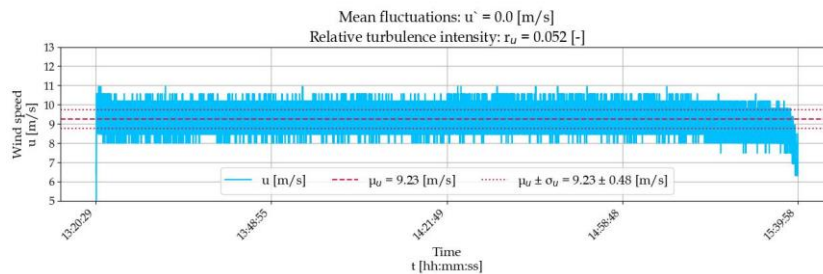 Mean fluctuations: u` = 0.0 [m/s]
Relative turbulence intensity: rᵤ = 0.052 [-]
Wind speed
u [m/s]
13
12
11
10
9
8
7
6
5
u [m/s]
μᵤ = 9.23 [m/s]
μᵤ ± σᵤ = 9.23 ± 0.48 [m/s]
13:20:29
13:48:55
14:21:49
14:58:48
15:39:58
Time
t [hh:mm:ss]